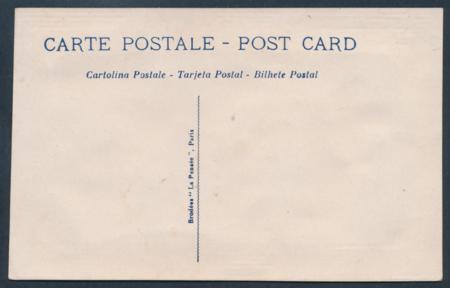 CARTE POSTALE - POST CARD
Cartolina Postale - Tarjeta Postal - Bilhete Postal
Brodées "La Pensée", Paris